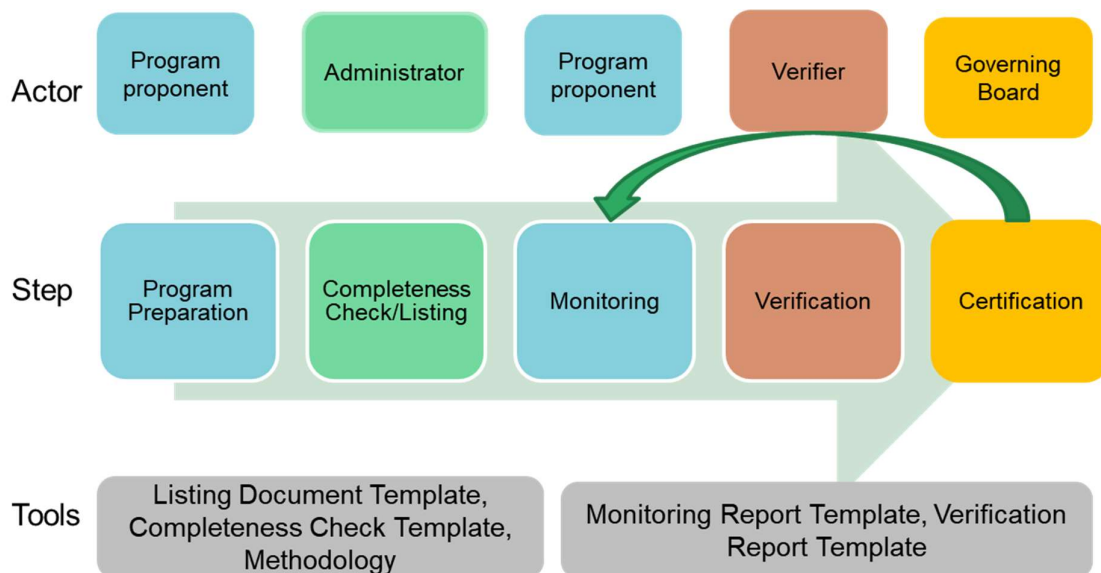 Actor
Program
proponent
Administrator
Program
proponent
Verifier
Governing
Board
Step
Program
Preparation
Completeness
Check/Listing
Monitoring
Verification
Certification
Tools
Listing Document Template,
Completeness Check Template,
Methodology
Monitoring Report Template, Verification
Report Template